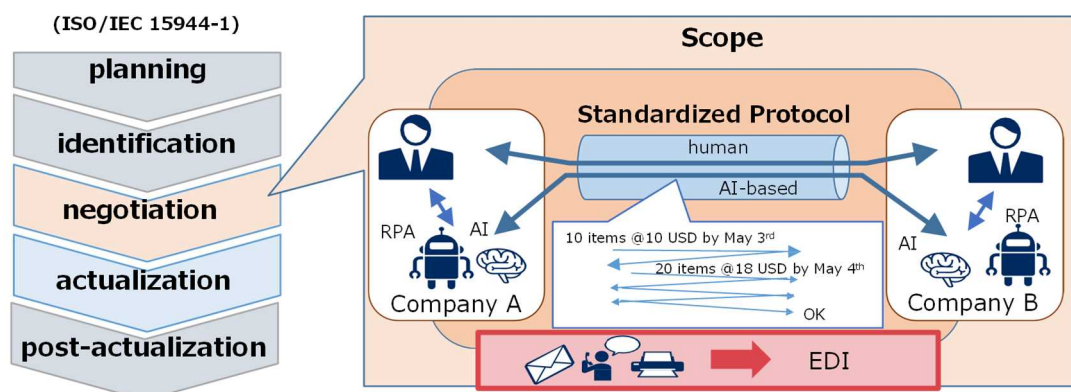 (ISO/IEC 15944-1)
planning
identification
negotiation
actualization
post-actualization
Scope
Standardized Protocol
human
AI-based
RPA
AI
Company A
10 items @10 USD by May 3rd
20 items @18 USD by May 4th
OK
RPA
AI
Company B
EDI